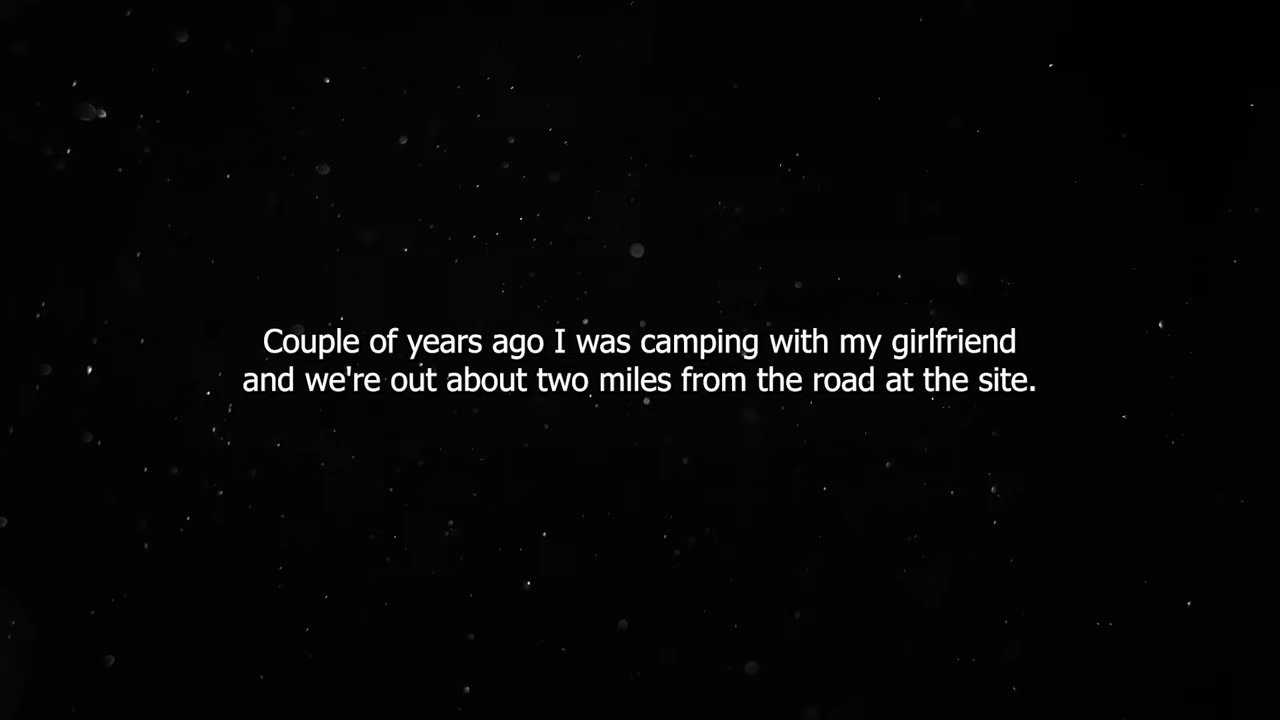 Couple of years ago I was camping with my girlfriend
and we're out about two miles from the road at the site.